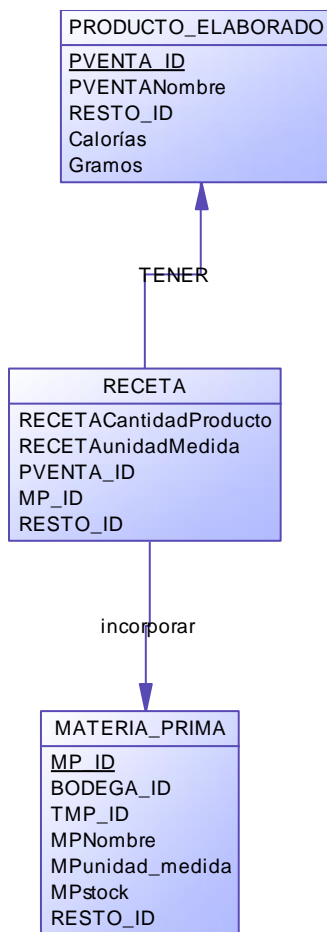 PRODUCTO_ELABORADO
PVENTA_ID
PVENTANombre
RESTO_ID
Calorías
Gramos
TENER
RECETA
RECETACantidadProducto
RECETAunidadMedida
PVENTA_ID
MP_ID
RESTO_ID
incorporar
MATERIA_PRIMA
MP_ID
BODEGA_ID
TMP_ID
MPNombre
MPunidad_medida
MPstock
RESTO_ID